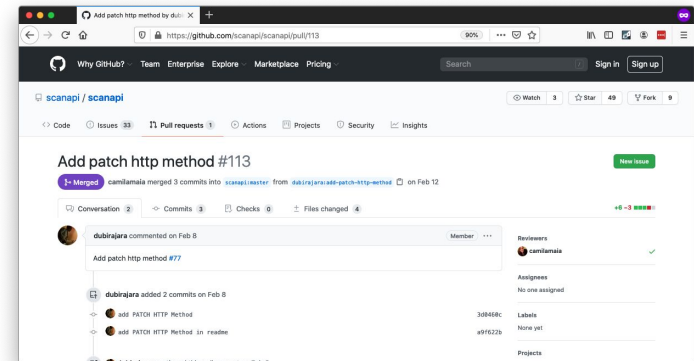 Add patch http method by dubi
https://github.com/scanapi/scanapi/pull/113
90%
Why GitHub? Team Enterprise Explore Marketplace Pricing
Search
Sign in Sign up
scanapi / scanapi
Watch 3 Star 49 Fork 9
Code Issues 33 Pull requests 1 Actions Projects Security Insights
Add patch http method #113
New issue
Merged camilamaia merged 3 commits into scanapi:master from dubirajara:add-patch-http-method on Feb 12
Conversation 2 Commits 3 Checks 0 Files changed 4
+6 −3
dubirajara commented on Feb 8
Member
Add patch http method #77
dubirajara added 2 commits on Feb 8
add PATCH HTTP Method 3d0460c
add PATCH HTTP Method in readme a9f622b
Reviewers
camilamaia
Assignees
No one assigned
Labels
None yet
Projects